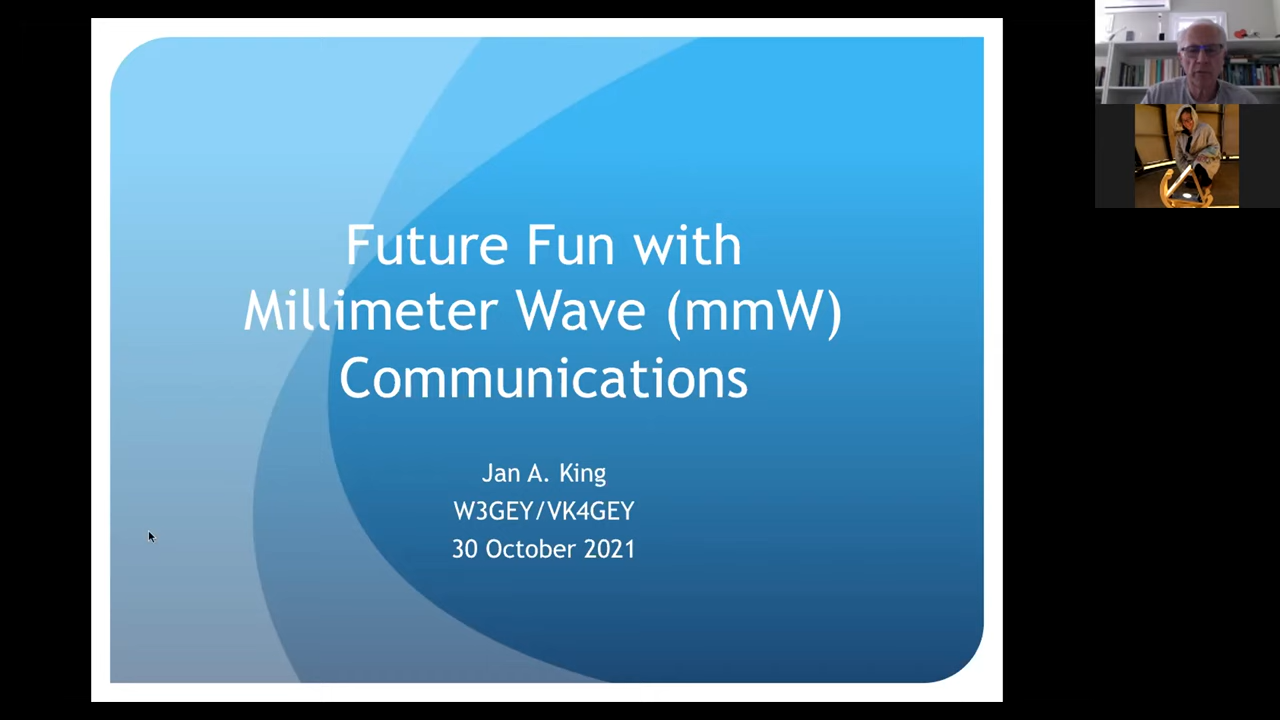 Future Fun with
Millimeter Wave (mmW)
Communications
Jan A. King
W3GEY/VK4GEY
30 October 2021